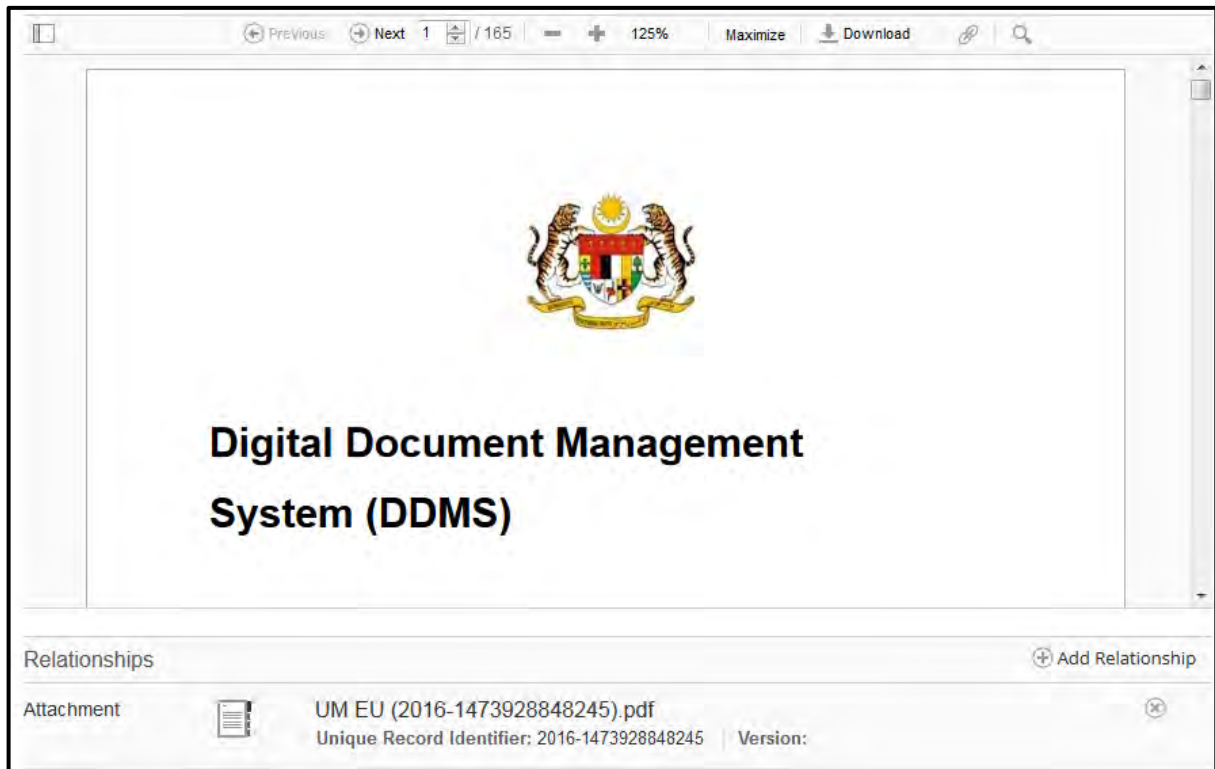 Previous Next 1 / 165 125% Maximize Download
Digital Document Management
System (DDMS)
Relationships Add Relationship
Attachment UM EU (2016-1473928848245).pdf
Unique Record Identifier: 2016-1473928848245 Version: